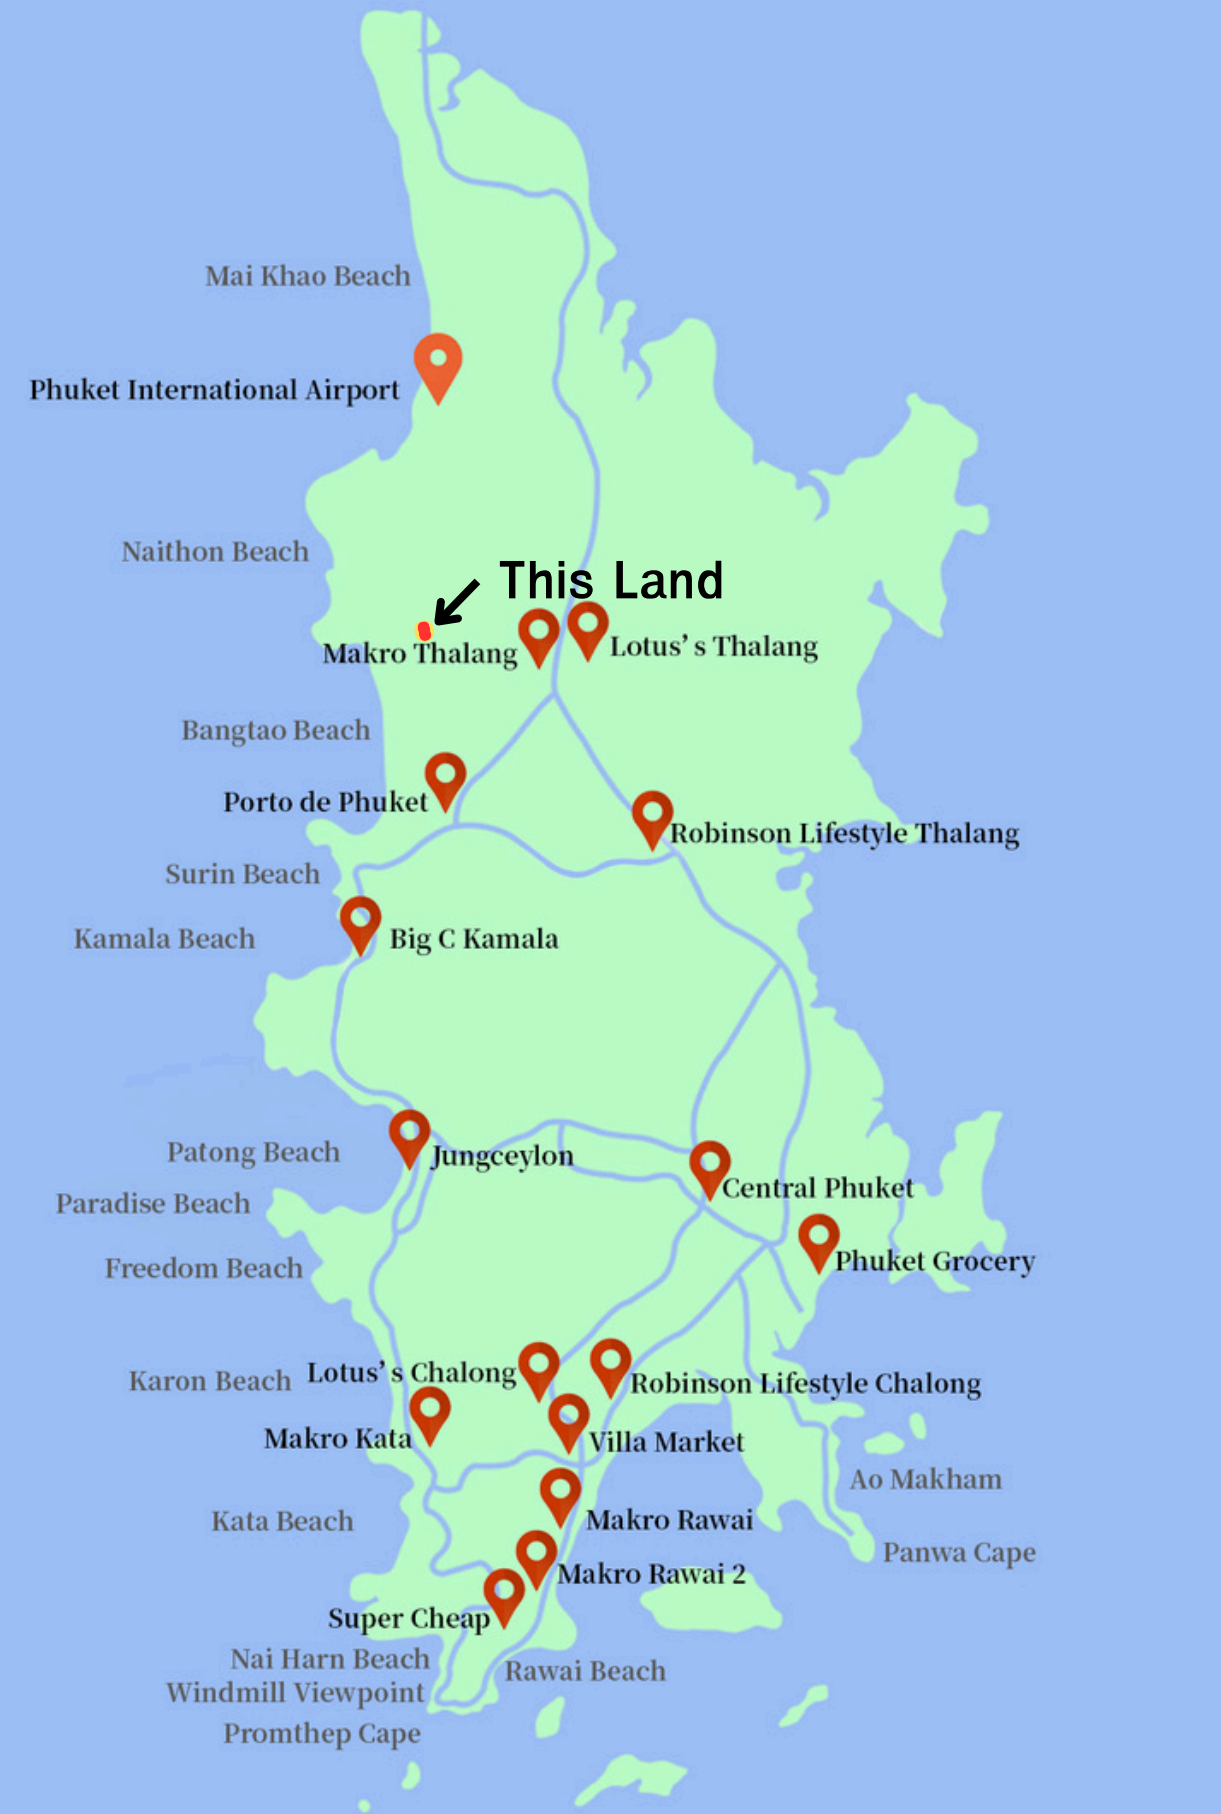 Mai Khao Beach
Phuket International Airport
Naithon Beach
This Land
Makro Thalang
Lotus’s Thalang
Bangtao Beach
Porto de Phuket
Robinson Lifestyle Thalang
Surin Beach
Kamala Beach
Big C Kamala
Patong Beach
Jungceylon
Central Phuket
Paradise Beach
Freedom Beach
Phuket Grocery
Karon Beach
Lotus’s Chalong
Robinson Lifestyle Chalong
Makro Kata
Villa Market
Ao Makham
Kata Beach
Makro Rawai
Panwa Cape
Makro Rawai 2
Super Cheap
Nai Harn Beach
Rawai Beach
Windmill Viewpoint
Promthep Cape